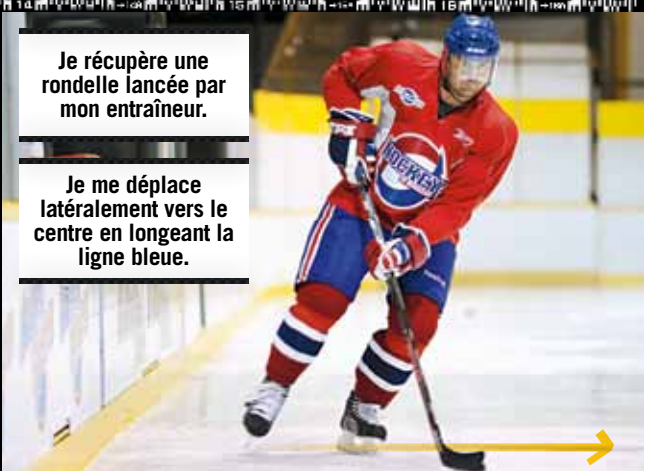 Je récupère une
rondelle lancée par
mon entraîneur.
Je me déplace
latéralement vers le
centre en longeant la
ligne bleue.
HOCKEY